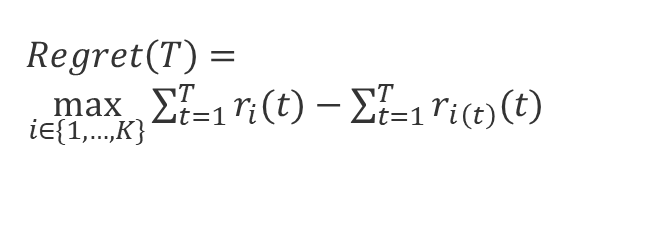 Regret(T) =
max_{i∈{1,...,K}} ∑_{t=1}^{T} r_i(t) − ∑_{t=1}^{T} r_{i(t)}(t)